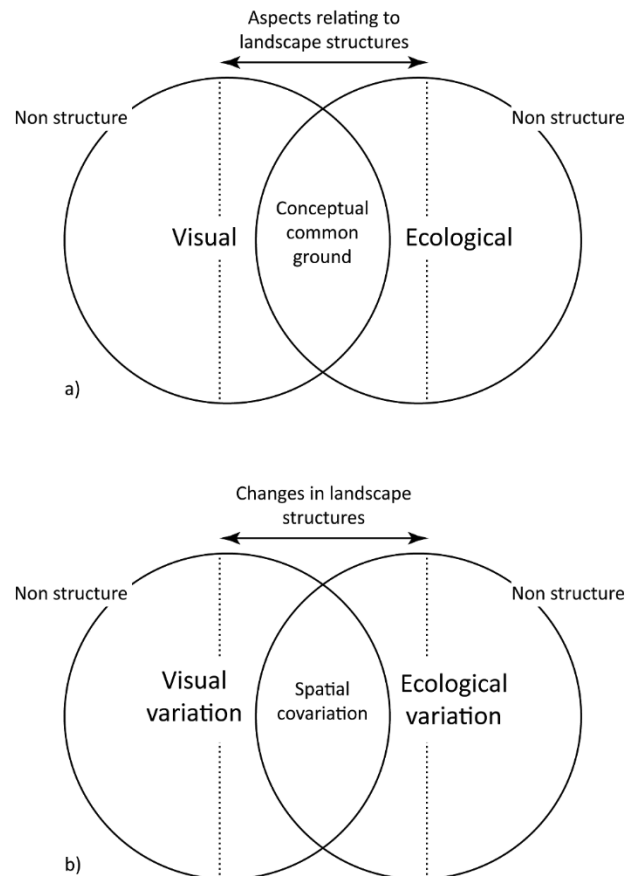 Aspects relating to
landscape structures
Non structure
Non structure
Visual
Conceptual
common
ground
Ecological
a)
Changes in landscape
structures
Non structure
Non structure
Visual
variation
Spatial
covariation
Ecological
variation
b)